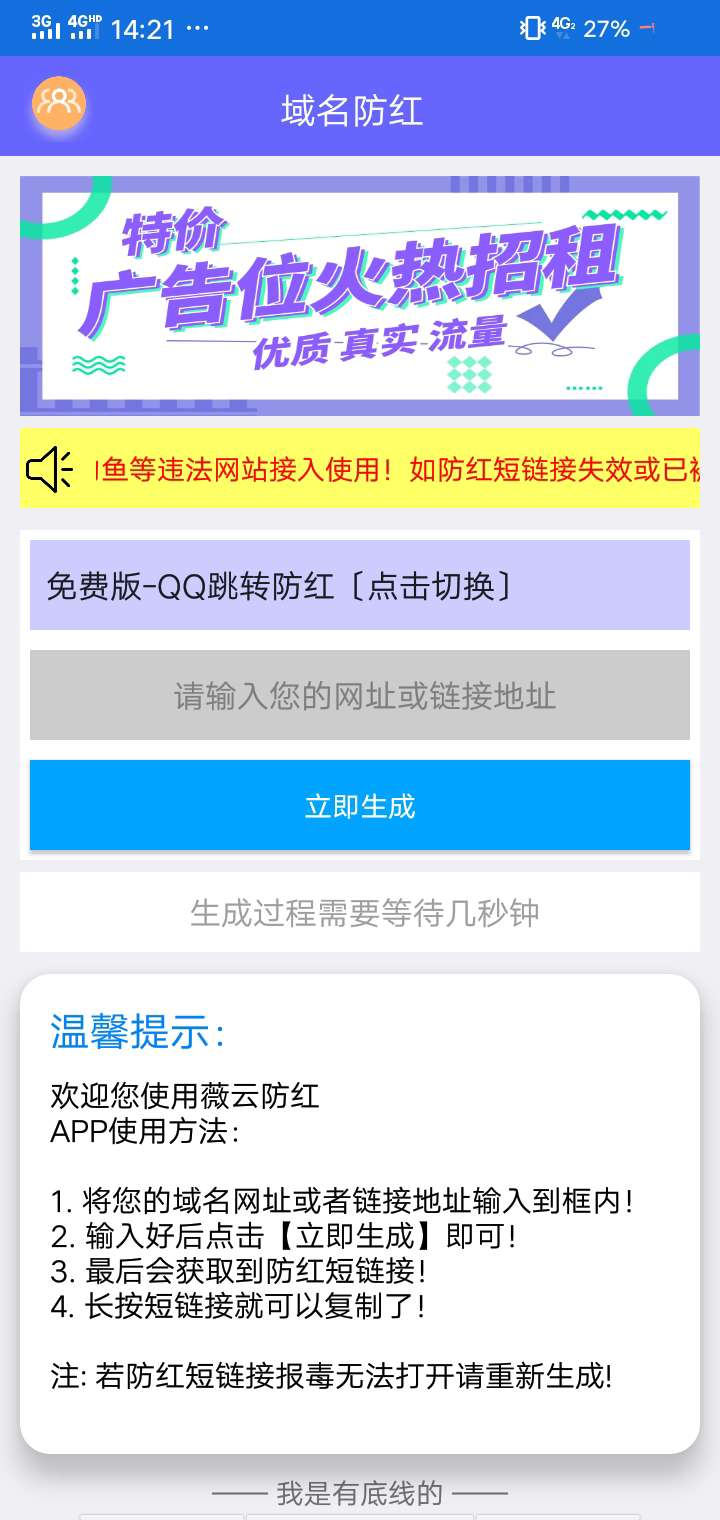 3G 4G HD 14:21 ··· 4G2 27%
域名防红
特价
广告位火热招租
优质-真实-流量
鱼等违法网站接入使用！如防红短链接失效或已被
免费版-QQ跳转防红〔点击切换〕
请输入您的网址或链接地址
立即生成
生成过程需要等待几秒钟
温馨提示：
欢迎您使用薇云防红
APP使用方法：
1. 将您的域名网址或者链接地址输入到框内！
2. 输入好后点击【立即生成】即可！
3. 最后会获取到防红短链接！
4. 长按短链接就可以复制了！
注: 若防红短链接报毒无法打开请重新生成!
—— 我是有底线的 ——